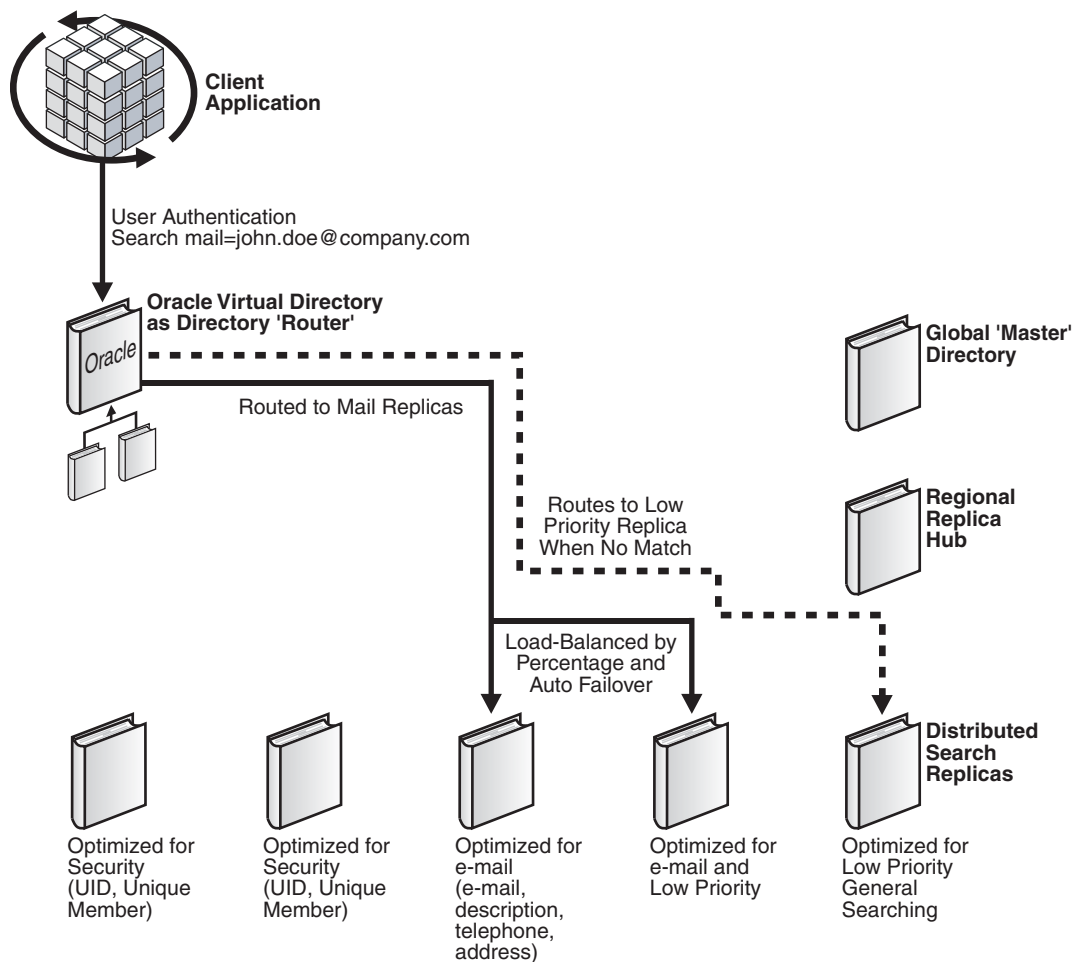 Client
Application
User Authentication
Search mail=john.doe@company.com
Oracle Virtual Directory
as Directory 'Router'
Oracle
Global 'Master'
Directory
Routed to Mail Replicas
Regional
Replica
Hub
Routes to Low
Priority Replica
When No Match
Load-Balanced by
Percentage and
Auto Failover
Distributed
Search
Replicas
Optimized for
Security
(UID, Unique
Member)
Optimized for
Security
(UID, Unique
Member)
Optimized for
e-mail
(e-mail,
description,
telephone,
address)
Optimized for
e-mail and
Low Priority
Optimized for
Low Priority
General
Searching